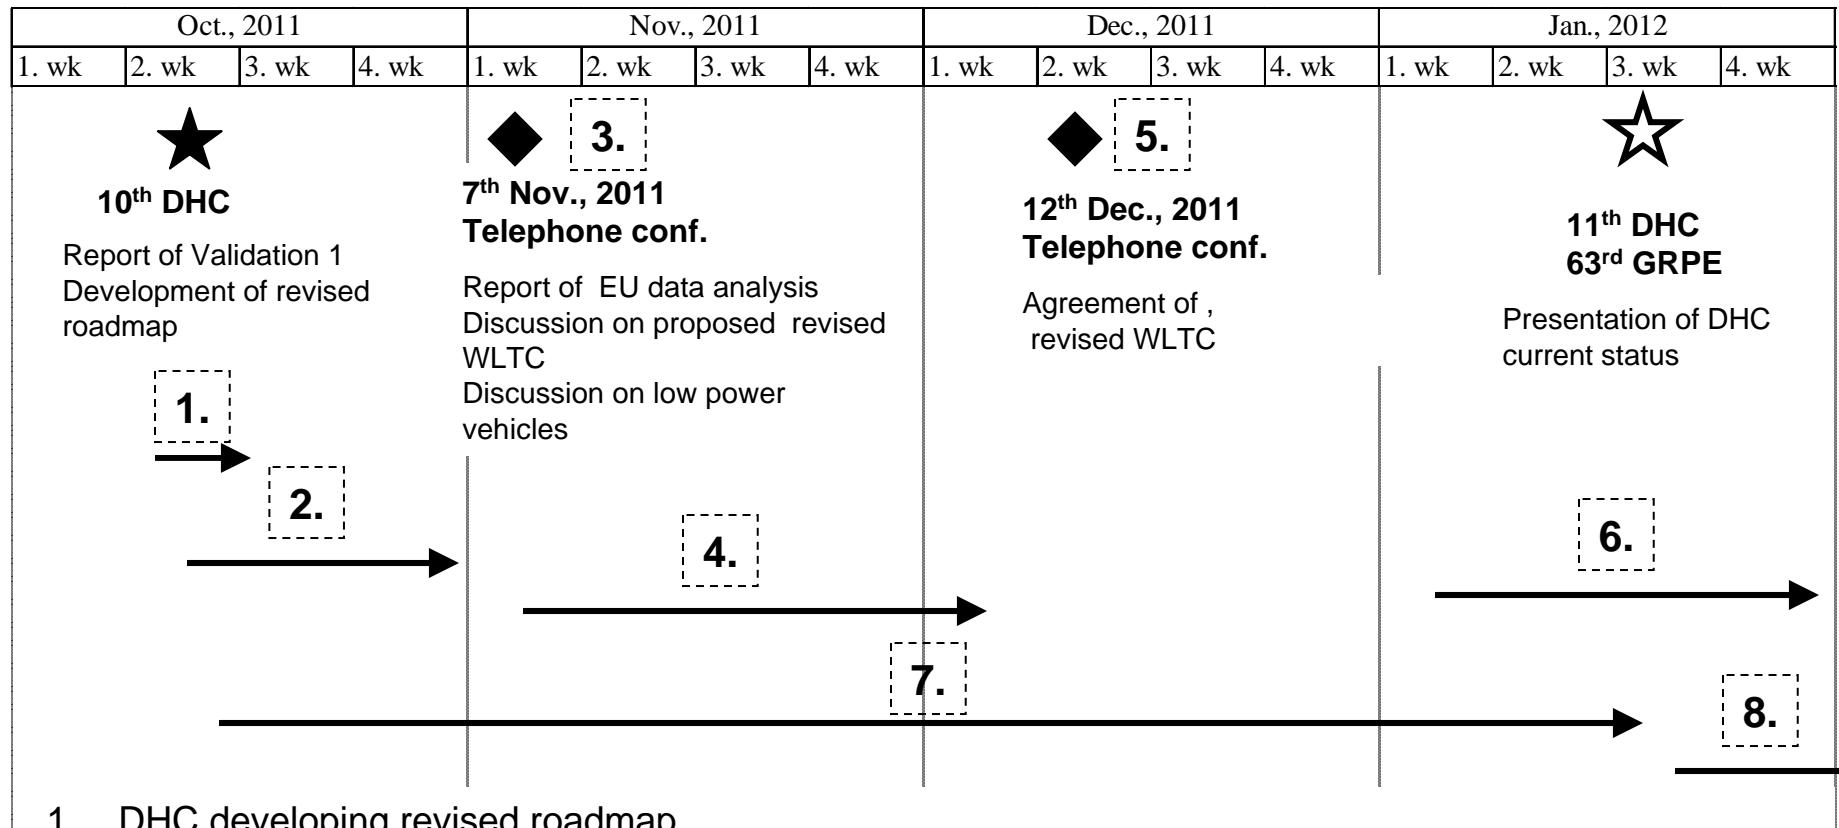 Oct., 2011 Nov., 2011 Dec., 2011 Jan., 2012
1. wk 2. wk 3. wk 4. wk 1. wk 2. wk 3. wk 4. wk 1. wk 2. wk 3. wk 4. wk 1. wk 2. wk 3. wk 4. wk
10th DHC
Report of Validation 1
Development of revised
roadmap
1.
2.
3.
7th Nov., 2011
Telephone conf.
Report of EU data analysis
Discussion on proposed revised
WLTC
Discussion on low power
vehicles
4.
5.
12th Dec., 2011
Telephone conf.
Agreement of ,
revised WLTC
11th DHC
63rd GRPE
Presentation of DHC
current status
6.
7.
8.
1 DHC developing revised roadmap